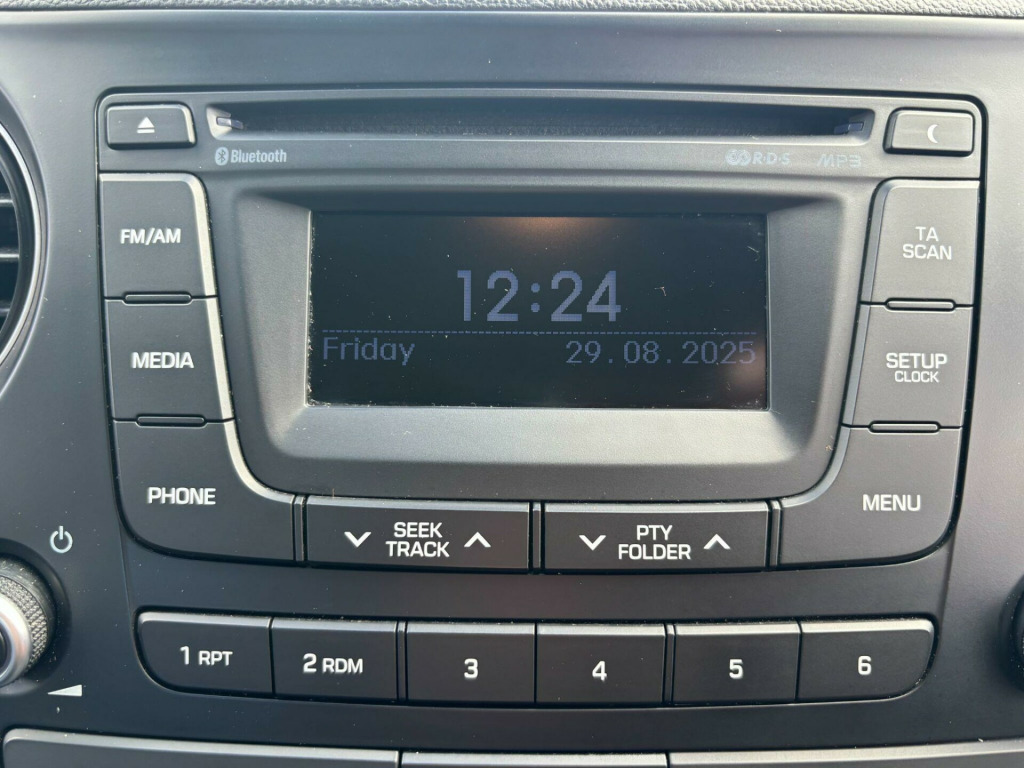 Bluetooth
R·D·S MP3
FM/AM
TA
SCAN
12:24
Friday 29.08.2025
MEDIA
SETUP
CLOCK
PHONE
MENU
SEEK
TRACK
PTY
FOLDER
1 RPT 2 RDM 3 4 5 6